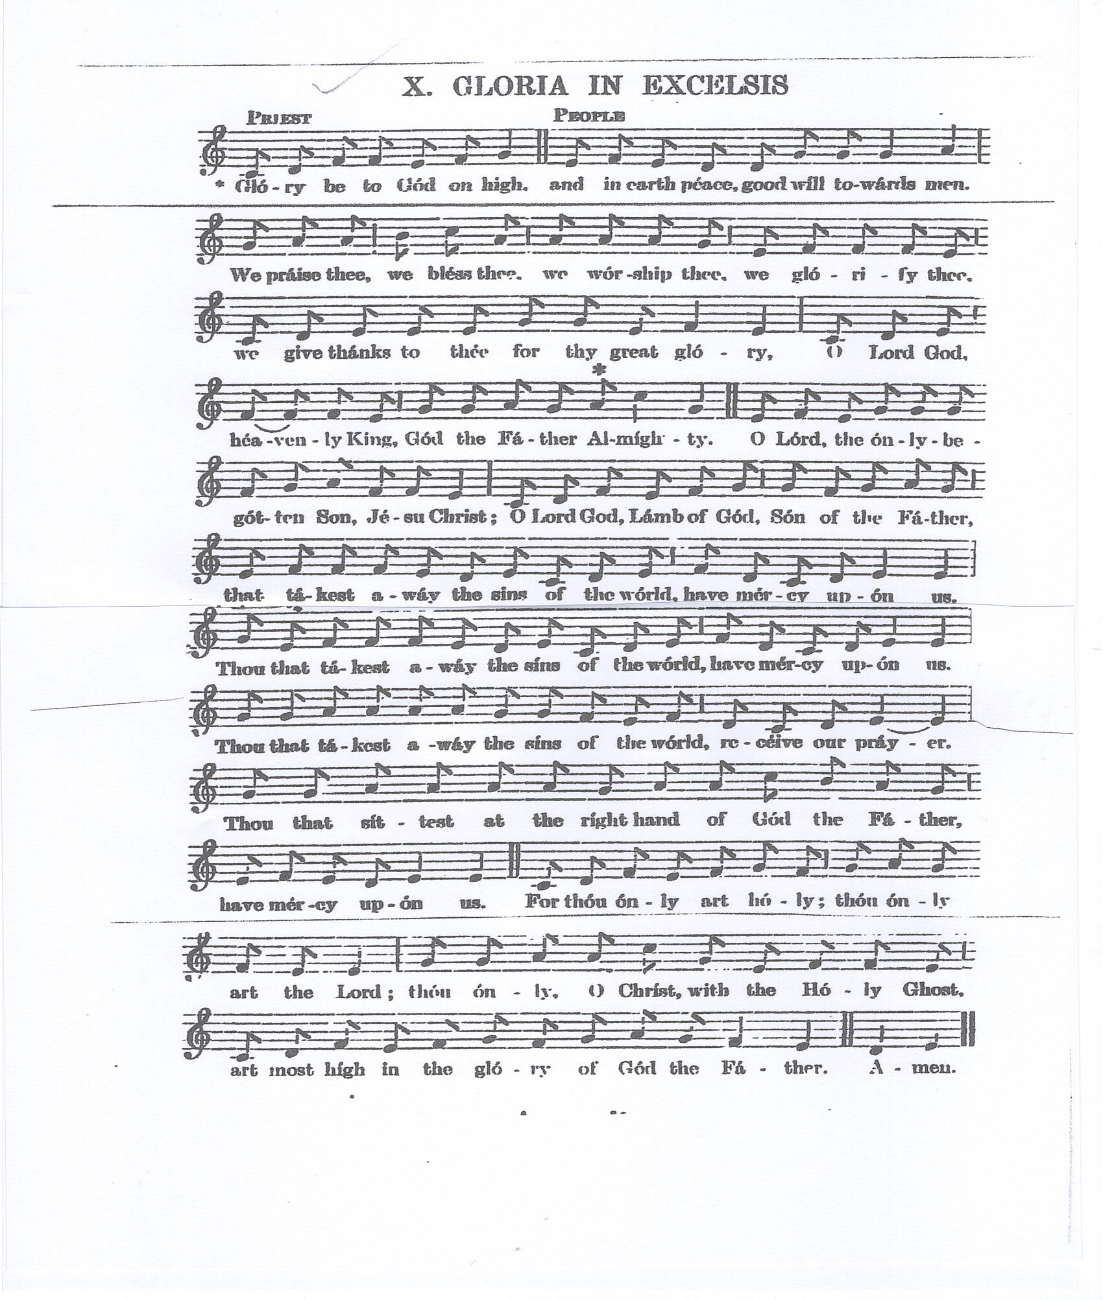 X. GLORIA IN EXCELSIS
PRIEST PEOPLE
* Gló - ry be to Gód on high. and in earth péace, good wíll to-wárds men.
We práise thee, we bléss thee. we wór -ship thee, we gló - ri - fy thee.
we give thánks to thée for thy great gló - ry, O Lord God,
*
héa -ven - ly King, Gód the Fá - ther Al-mígh - ty. O Lórd, the ón - ly - be -
gót- ten Son, Jé - su Christ; O Lord God, Lámb of Gód, Són of the Fá-ther,
that tá- kest a - wáy the sins of the wórld, have mér - cy up - ón us.
Thou that tá- kest a - wáy the síns of the wórld, have mér-cy up- ón us.
Thou that tá - kest a -wáy the síns of the wórld, re - céive our práy - er.
Thou that sít - test at the ríght hand of Gód the Fá - ther,
have mér -cy up - ón us. For thóu ón - ly art hó - ly; thóu ón - ly
art the Lord; thóu ón - ly, O Christ, with the Hó - ly Ghost,
art most hígh in the gló - ry of Gód the Fá - ther. A - men.